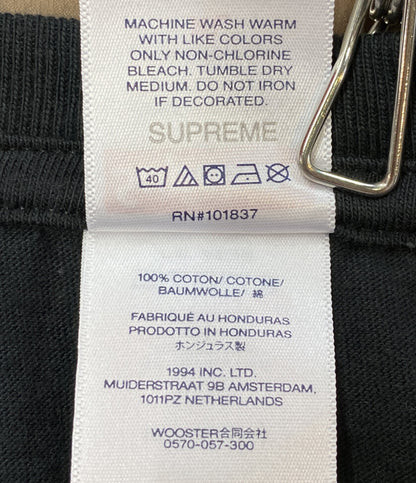 MACHINE WASH WARM
WITH LIKE COLORS
ONLY NON-CHLORINE
BLEACH. TUMBLE DRY
MEDIUM. DO NOT IRON
IF DECORATED.
SUPREME
40
RN#101837
100% COTON/ COTONE/
BAUMWOLLE/ 綿
FABRIQUÉ AU HONDURAS
PRODOTTO IN HONDURAS
ホンジュラス製
1994 INC. LTD.
MUIDERSTRAAT 9B AMSTERDAM,
1011PZ NETHERLANDS
WOOSTER合同会社
0570-057-300